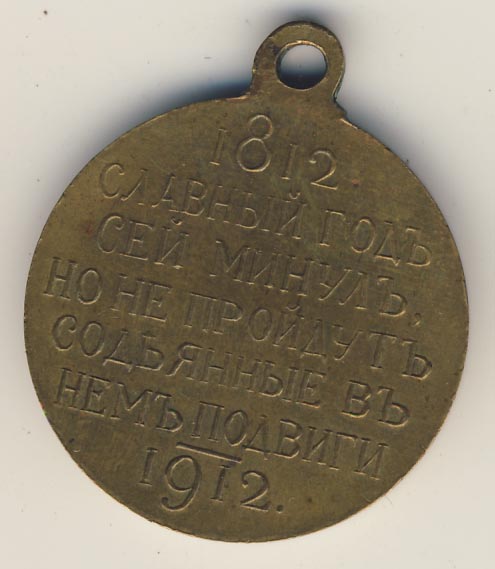 1812.
СЛАВНЫЙ ГОДЪ
СЕЙ МИНУЛЪ,
НО НЕ ПРОЙДУТЪ
СОДѢЯННЫЕ ВЪ
НЕМЪ ПОДВИГИ
1912.